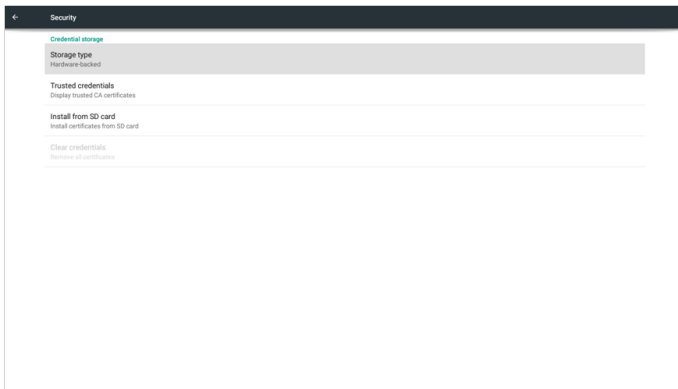 Security
Credential storage
Storage type
Hardware-backed
Trusted credentials
Display trusted CA certificates
Install from SD card
Install certificates from SD card
Clear credentials
Remove all certificates